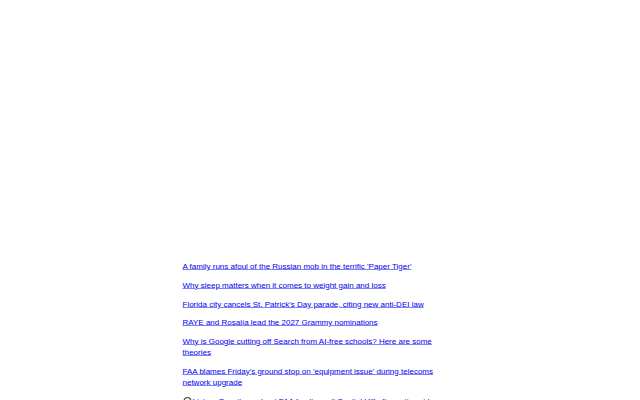 A family runs afoul of the Russian mob in the terrific 'Paper Tiger'
Why sleep matters when it comes to weight gain and loss
Florida city cancels St. Patrick's Day parade, citing new anti-DEI law
RAYE and Rosalía lead the 2027 Grammy nominations
Why is Google cutting off Search from AI-free schools? Here are some
theories
FAA blames Friday's ground stop on 'equipment issue' during telecoms
network upgrade